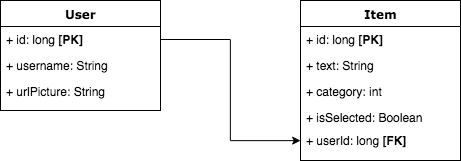 User
+ id: long [PK]
+ username: String
+ urlPicture: String
Item
+ id: long [PK]
+ text: String
+ category: int
+ isSelected: Boolean
+ userId: long [FK]